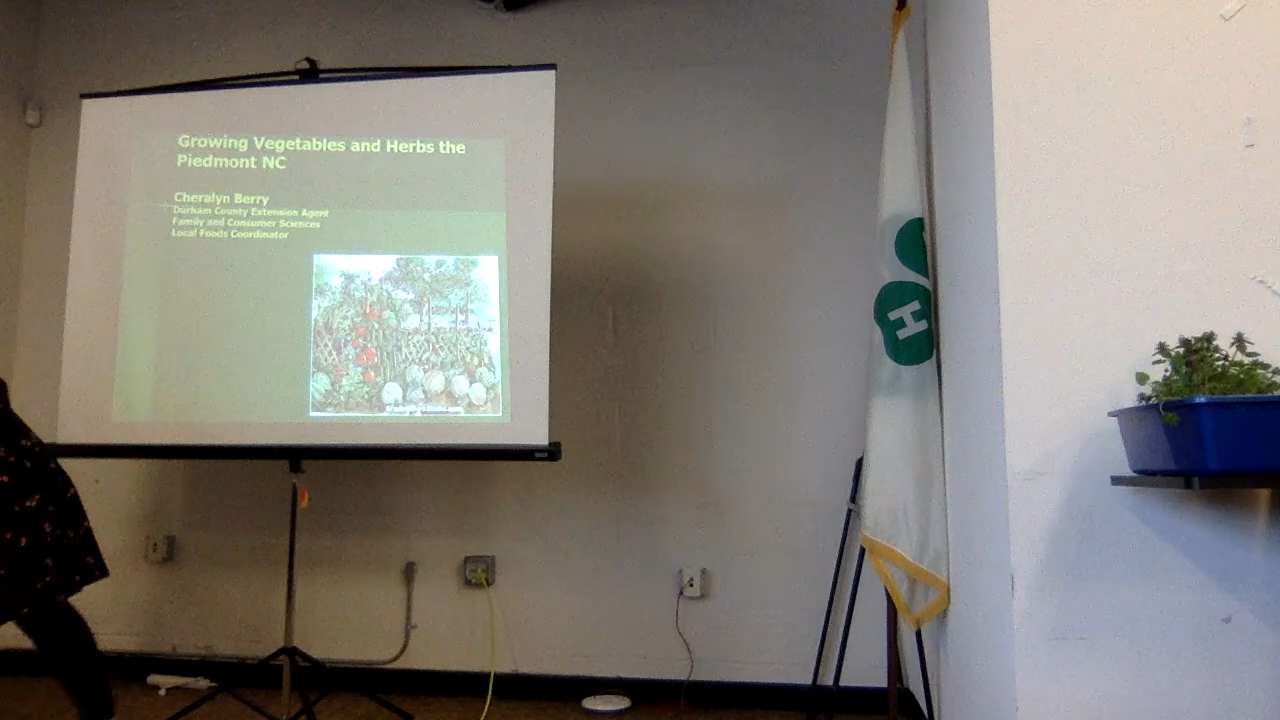 Growing Vegetables and Herbs the
Piedmont NC
Cheralyn Berry
Durham County Extension Agent
Family and Consumer Sciences
Local Foods Coordinator
H